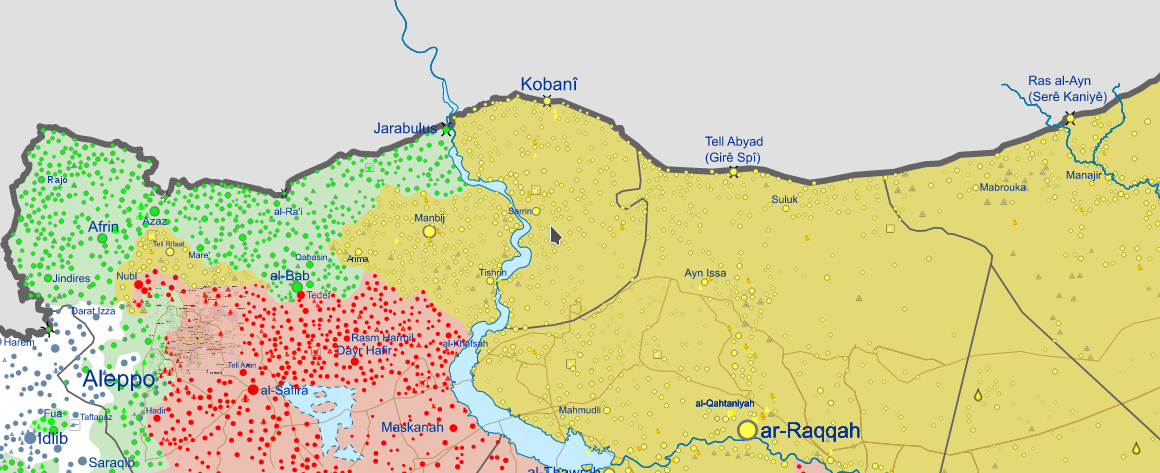 Kobanî
Ras al-Ayn
(Serê Kaniyê)
Jarabulus
Tell Abyad
(Girê Spî)
Rajo
Manajir
Mabrouka
Suluk
al-Ra'i
Sarrin
Manbij
Azaz
Afrin
Tell Rifaat
Mare'
Qabasin
Arima
Tishrin
Ayn Issa
Nubl
al-Bab
Jindires
Tedef
Darat Izza
Rasm Harmil
Harem
al-Khafsah
Dayr Hafir
Tell Aran
Aleppo
al-Safira
al-Qahtaniyah
Mahmudli
Hadir
Fua
Taftanaz
Maskanah
ar-Raqqah
Idlib
Saraqib
al-Thawrah